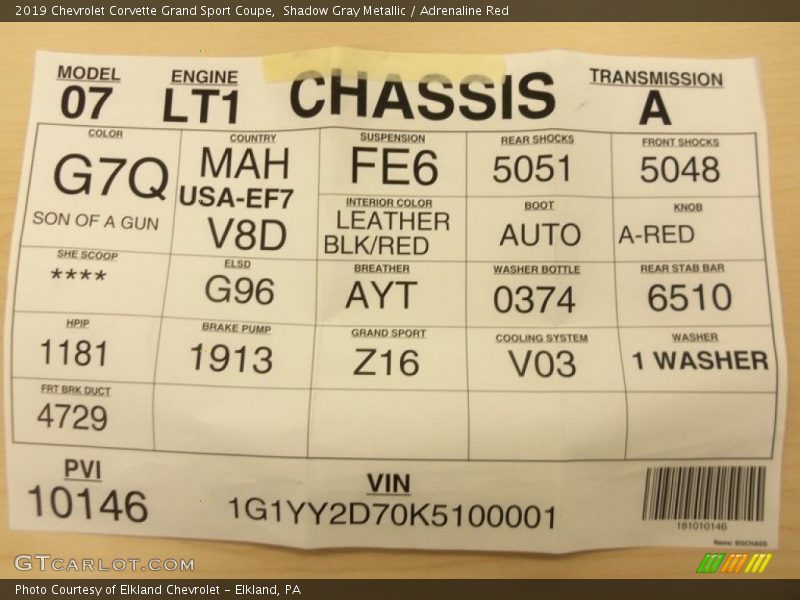 2019 Chevrolet Corvette Grand Sport Coupe,  Shadow Gray Metallic / Adrenaline Red
MODEL ENGINE CHASSIS TRANSMISSION
07 LT1 A
COLOR COUNTRY SUSPENSION REAR SHOCKS FRONT SHOCKS
G7Q MAH FE6 5051 5048
SON OF A GUN USA-EF7 INTERIOR COLOR BOOT KNOB
V8D LEATHER AUTO A-RED
BLK/RED
SHE SCOOP ELSD BREATHER WASHER BOTTLE REAR STAB BAR
**** G96 AYT 0374 6510
HPIP BRAKE PUMP GRAND SPORT COOLING SYSTEM WASHER
1181 1913 Z16 V03 1 WASHER
FRT BRK DUCT
4729
PVI VIN
10146 1G1YY2D70K5100001
181010146
Name: BGCHASS
GTCARLOT.COM
Photo Courtesy of Elkland Chevrolet - Elkland, PA